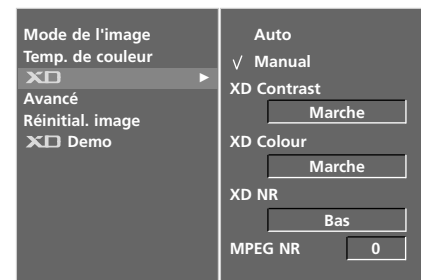 Mode de l'image
Temp. de couleur
XD
Avancé
Réinitial. image
XD Demo
Auto
√ Manual
XD Contrast
Marche
XD Colour
Marche
XD NR
Bas
MPEG NR 0